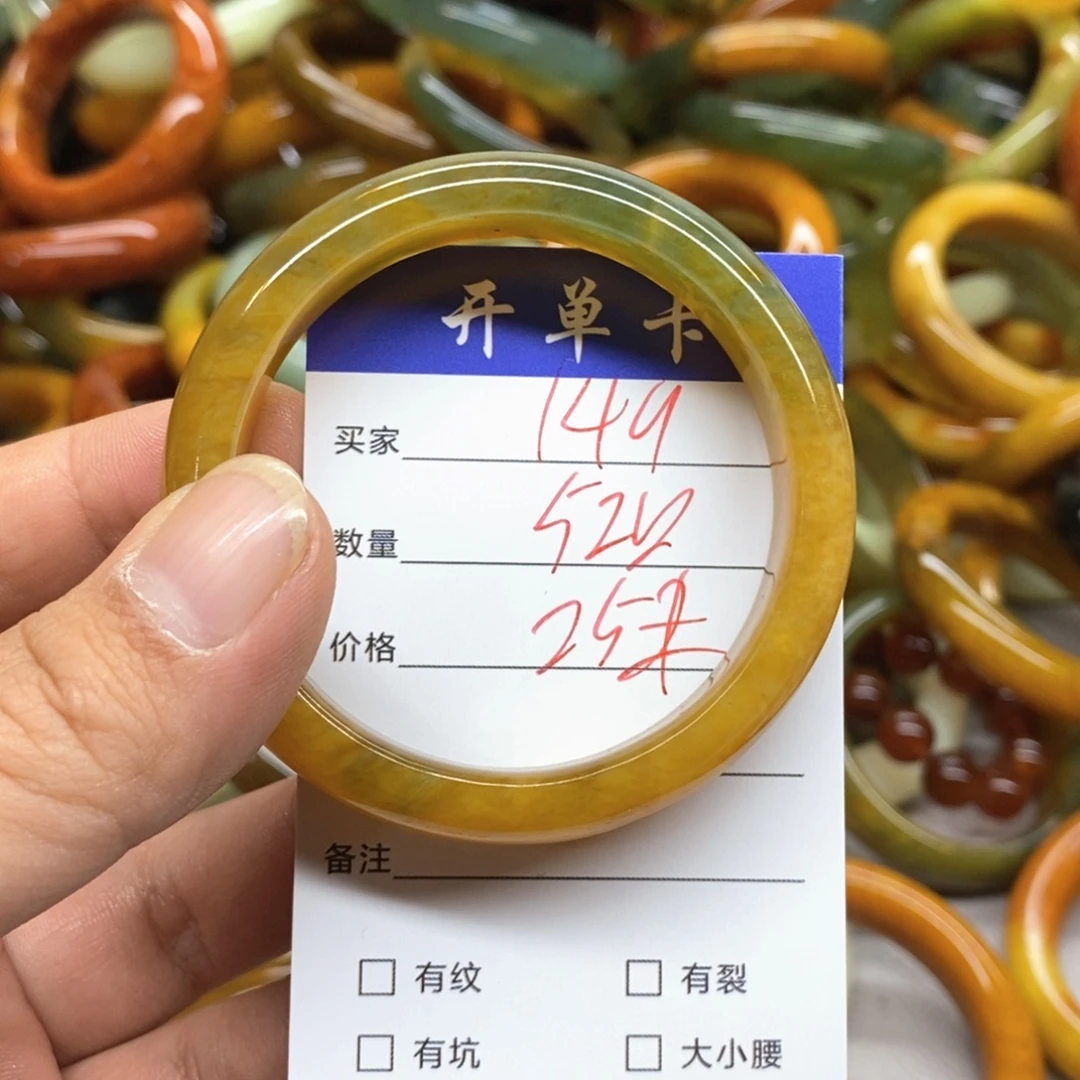 开单卡
买家 149
数量 520
价格
备注
□ 有纹 □ 有裂
□ 有坑 □ 大小腰